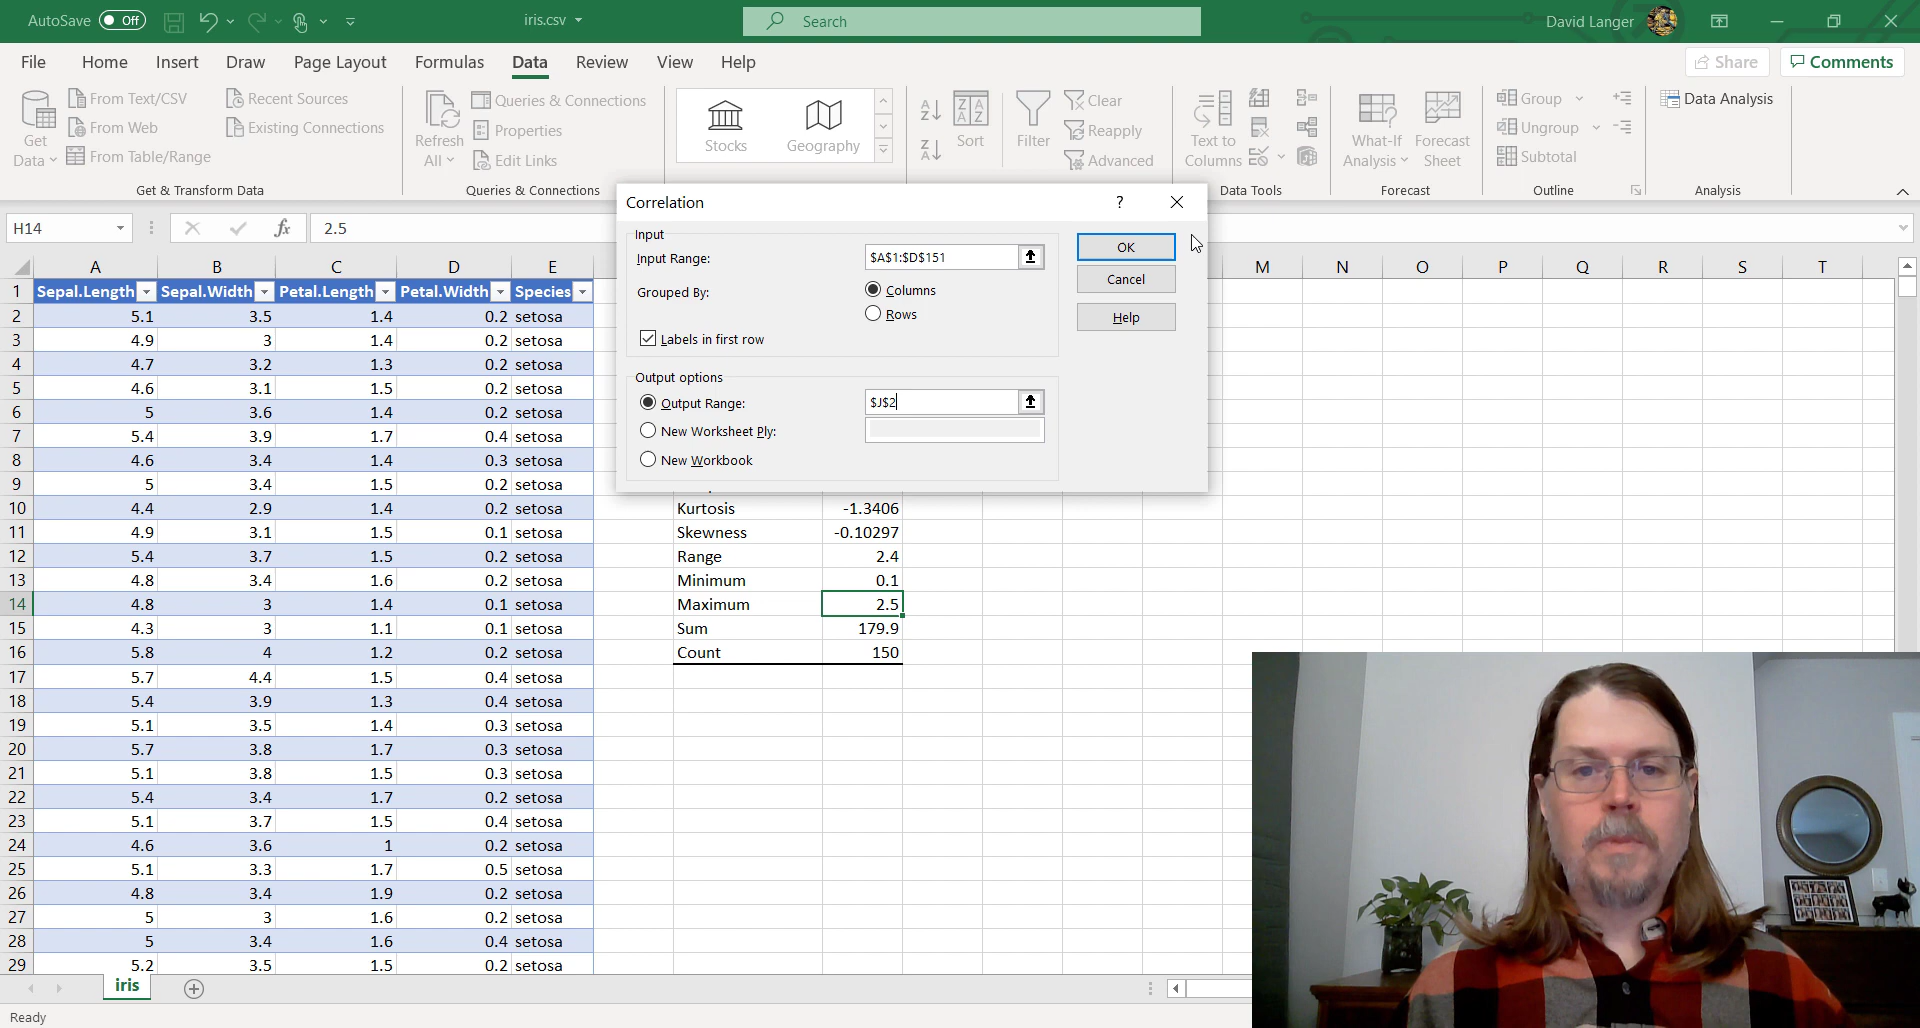 AutoSave Off iris.csv Search David Langer
File Home Insert Draw Page Layout Formulas Data Review View Help Share Comments
Get Data From Text/CSV From Web From Table/Range Recent Sources Existing Connections
Get & Transform Data
Refresh All Queries & Connections Properties Edit Links
Queries & Connections
Stocks Geography
Sort Filter Clear Reapply Advanced
Text to Columns
Data Tools
What-If Analysis Forecast Sheet
Forecast
Group Ungroup Subtotal
Outline
Data Analysis
Analysis
H14 fx 2.5
Correlation ?
Input
Input Range: $A$1:$D$151
Grouped By: Columns
Rows
Labels in first row
Output options
Output Range: $J$2
New Worksheet Ply:
New Workbook
OK
Cancel
Help
A B C D E M N O P Q R S T
1 Sepal.Length Sepal.Width Petal.Length Petal.Width Species
2 5.1 3.5 1.4 0.2 setosa
3 4.9 3 1.4 0.2 setosa
4 4.7 3.2 1.3 0.2 setosa
5 4.6 3.1 1.5 0.2 setosa
6 5 3.6 1.4 0.2 setosa
7 5.4 3.9 1.7 0.4 setosa
8 4.6 3.4 1.4 0.3 setosa
9 5 3.4 1.5 0.2 setosa
10 4.4 2.9 1.4 0.2 setosa Kurtosis -1.3406
11 4.9 3.1 1.5 0.1 setosa Skewness -0.10297
12 5.4 3.7 1.5 0.2 setosa Range 2.4
13 4.8 3.4 1.6 0.2 setosa Minimum 0.1
14 4.8 3 1.4 0.1 setosa Maximum 2.5
15 4.3 3 1.1 0.1 setosa Sum 179.9
16 5.8 4 1.2 0.2 setosa Count 150
17 5.7 4.4 1.5 0.4 setosa
18 5.4 3.9 1.3 0.4 setosa
19 5.1 3.5 1.4 0.3 setosa
20 5.7 3.8 1.7 0.3 setosa
21 5.1 3.8 1.5 0.3 setosa
22 5.4 3.4 1.7 0.2 setosa
23 5.1 3.7 1.5 0.4 setosa
24 4.6 3.6 1 0.2 setosa
25 5.1 3.3 1.7 0.5 setosa
26 4.8 3.4 1.9 0.2 setosa
27 5 3 1.6 0.2 setosa
28 5 3.4 1.6 0.4 setosa
29 5.2 3.5 1.5 0.2 setosa
iris
Ready